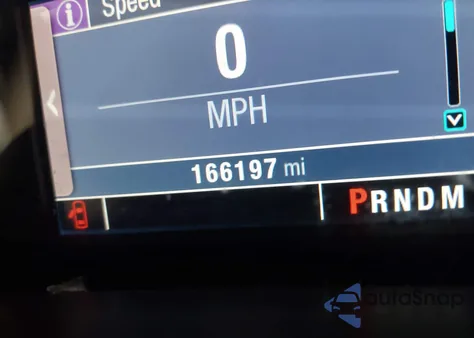 Speed
0
MPH
166197 mi
PRNDM
autoSnap